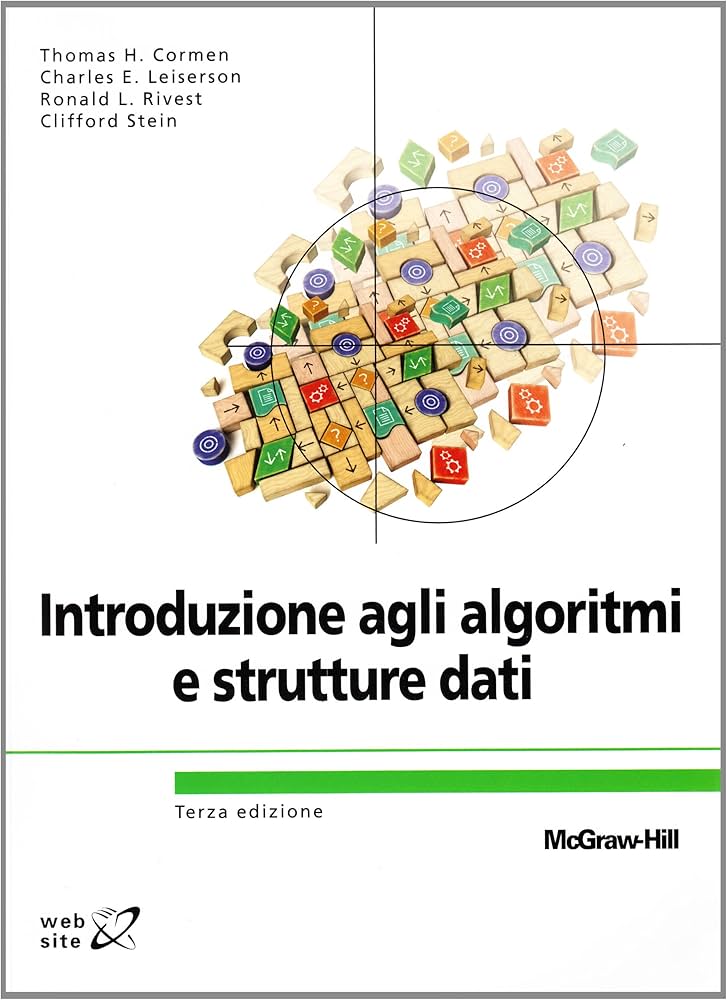 Thomas H. Cormen
Charles E. Leiserson
Ronald L. Rivest
Clifford Stein
?
?
?
?
Introduzione agli algoritmi
e strutture dati
Terza edizione
McGraw-Hill
web
site